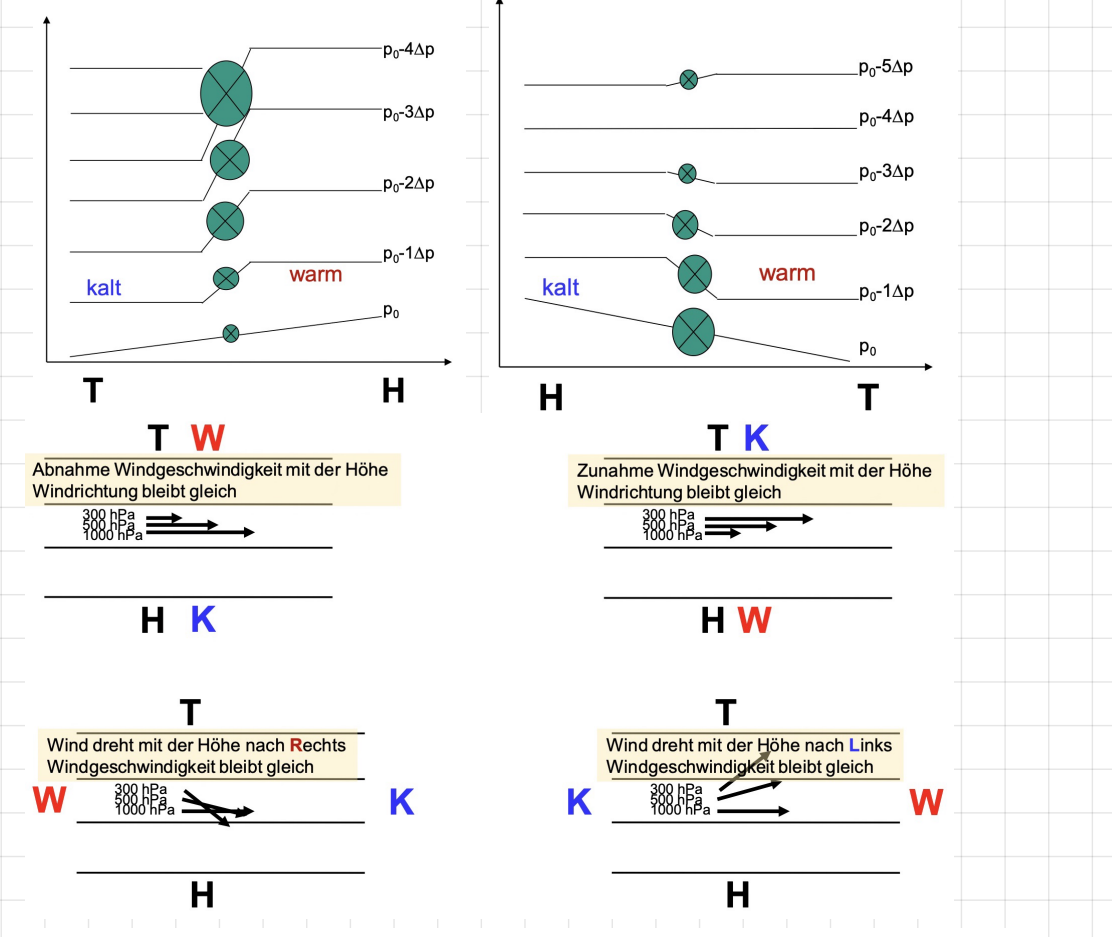 p₀-4Δp
p₀-3Δp
p₀-2Δp
p₀-1Δp
kalt
warm
p₀
T
H
p₀-5Δp
p₀-4Δp
p₀-3Δp
p₀-2Δp
kalt
warm
p₀-1Δp
p₀
H
T
T W
Abnahme Windgeschwindigkeit mit der Höhe
Windrichtung bleibt gleich
300 hPa
500 hPa
1000 hPa
H K
T K
Zunahme Windgeschwindigkeit mit der Höhe
Windrichtung bleibt gleich
300 hPa
500 hPa
1000 hPa
H W
T
Wind dreht mit der Höhe nach Rechts
Windgeschwindigkeit bleibt gleich
W
300 hPa
500 hPa
1000 hPa
K
H
T
Wind dreht mit der Höhe nach Links
Windgeschwindigkeit bleibt gleich
K
300 hPa
500 hPa
1000 hPa
W
H